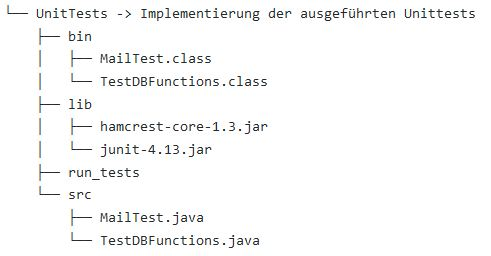 └── UnitTests -> Implementierung der ausgeführten Unittests
    ├── bin
    │   ├── MailTest.class
    │   └── TestDBFunctions.class
    ├── lib
    │   ├── hamcrest-core-1.3.jar
    │   └── junit-4.13.jar
    ├── run_tests
    └── src
        ├── MailTest.java
        └── TestDBFunctions.java